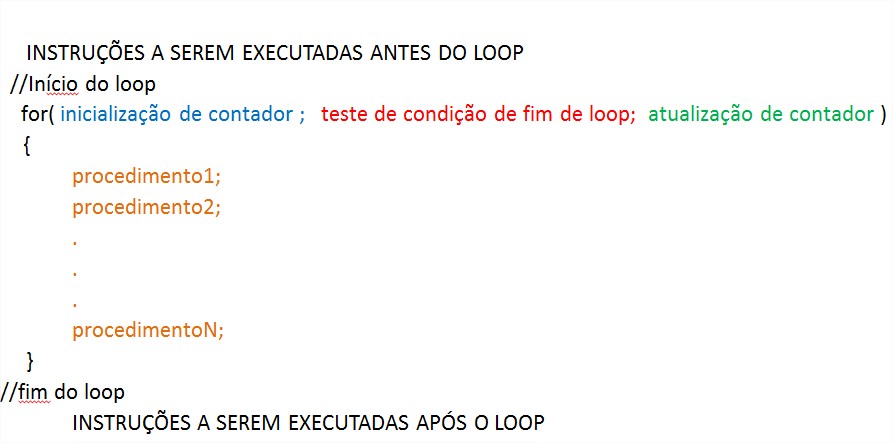 INSTRUÇÕES A SEREM EXECUTADAS ANTES DO LOOP
//Início do loop
for( inicialização de contador ; teste de condição de fim de loop; atualização de contador )
{
procedimento1;
procedimento2;
.
.
.
procedimentoN;
}
//fim do loop
INSTRUÇÕES A SEREM EXECUTADAS APÓS O LOOP